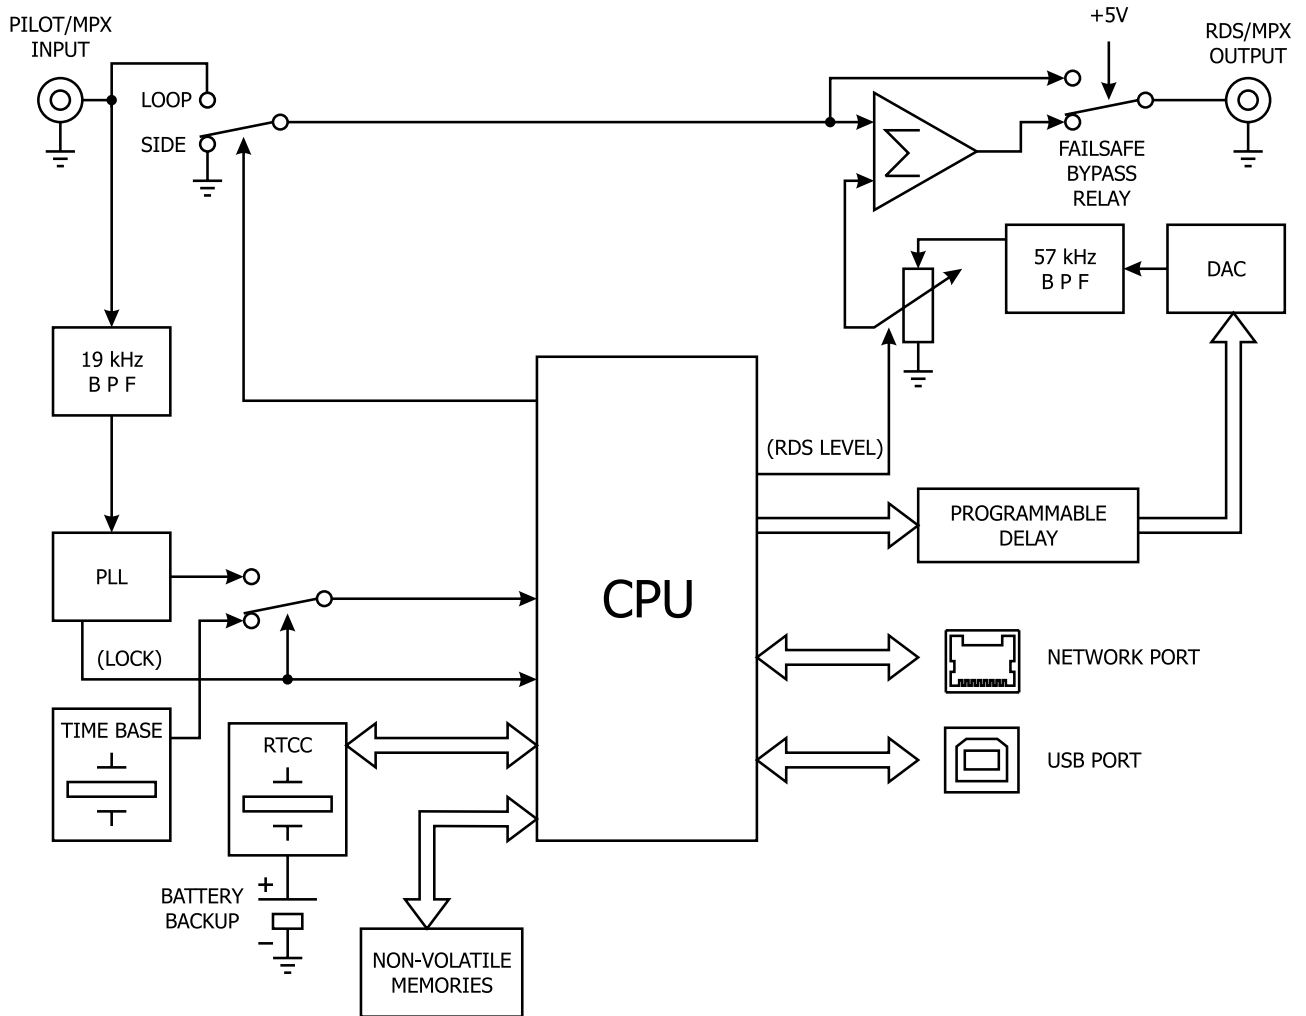 PILOT/MPX
INPUT
+5V
RDS/MPX
OUTPUT
LOOP
SIDE
Σ
FAILSAFE
BYPASS
RELAY
57 kHz
B P F
DAC
19 kHz
B P F
(RDS LEVEL)
PROGRAMMABLE
DELAY
PLL
CPU
(LOCK)
NETWORK PORT
TIME BASE
RTCC
USB PORT
+
BATTERY
BACKUP
−
NON-VOLATILE
MEMORIES